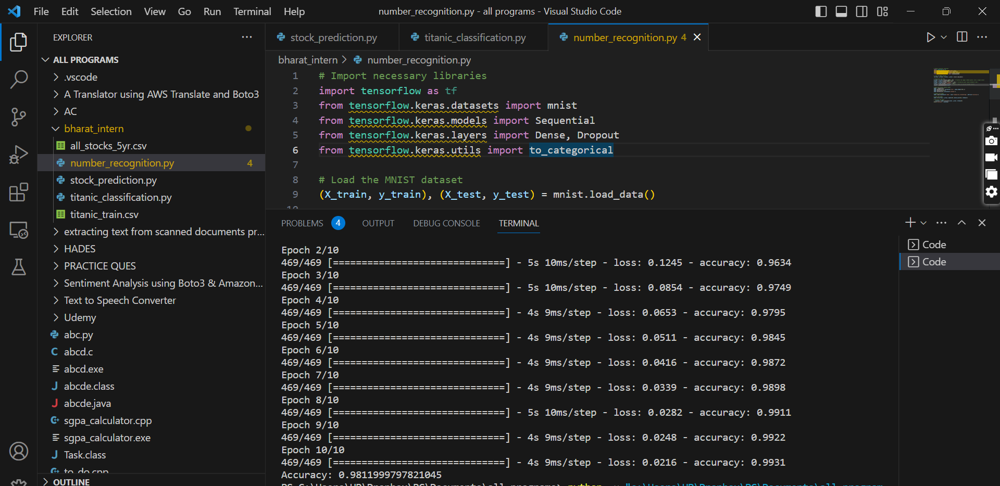 File Edit Selection View Go Run Terminal Help
number_recognition.py - all programs - Visual Studio Code
EXPLORER
ALL PROGRAMS
.vscode
A Translator using AWS Translate and Boto3
AC
bharat_intern
all_stocks_5yr.csv
number_recognition.py 4
stock_prediction.py
titanic_classification.py
titanic_train.csv
extracting text from scanned documents pr...
HADES
PRACTICE QUES
Sentiment Analysis using Boto3 & Amazon...
Text to Speech Converter
Udemy
abc.py
abcd.c
abcd.exe
abcde.class
abcde.java
sgpa_calculator.cpp
sgpa_calculator.exe
Task.class
to_do.cpp
OUTLINE
stock_prediction.py
titanic_classification.py
number_recognition.py 4
bharat_intern > number_recognition.py
1 # Import necessary libraries
2 import tensorflow as tf
3 from tensorflow.keras.datasets import mnist
4 from tensorflow.keras.models import Sequential
5 from tensorflow.keras.layers import Dense, Dropout
6 from tensorflow.keras.utils import to_categorical
7
8 # Load the MNIST dataset
9 (X_train, y_train), (X_test, y_test) = mnist.load_data()
10
PROBLEMS 4 OUTPUT DEBUG CONSOLE TERMINAL
Epoch 2/10
469/469 [==============================] - 5s 10ms/step - loss: 0.1245 - accuracy: 0.9634
Epoch 3/10
469/469 [==============================] - 5s 10ms/step - loss: 0.0854 - accuracy: 0.9749
Epoch 4/10
469/469 [==============================] - 4s 9ms/step - loss: 0.0653 - accuracy: 0.9795
Epoch 5/10
469/469 [==============================] - 4s 9ms/step - loss: 0.0511 - accuracy: 0.9845
Epoch 6/10
469/469 [==============================] - 4s 9ms/step - loss: 0.0416 - accuracy: 0.9872
Epoch 7/10
469/469 [==============================] - 4s 9ms/step - loss: 0.0339 - accuracy: 0.9898
Epoch 8/10
469/469 [==============================] - 5s 10ms/step - loss: 0.0282 - accuracy: 0.9911
Epoch 9/10
469/469 [==============================] - 4s 9ms/step - loss: 0.0248 - accuracy: 0.9922
Epoch 10/10
469/469 [==============================] - 4s 9ms/step - loss: 0.0216 - accuracy: 0.9931
Accuracy: 0.9811999797821045
Code
Code